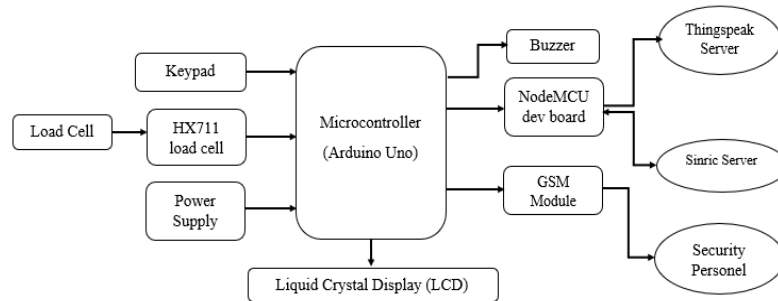 Thingspeak
Server
Buzzer
Keypad
NodeMCU
dev board
Load Cell
HX711
load cell
Microcontroller
(Arduino Uno)
Sinric Server
GSM
Module
Power
Supply
Security
Personel
Liquid Crystal Display (LCD)